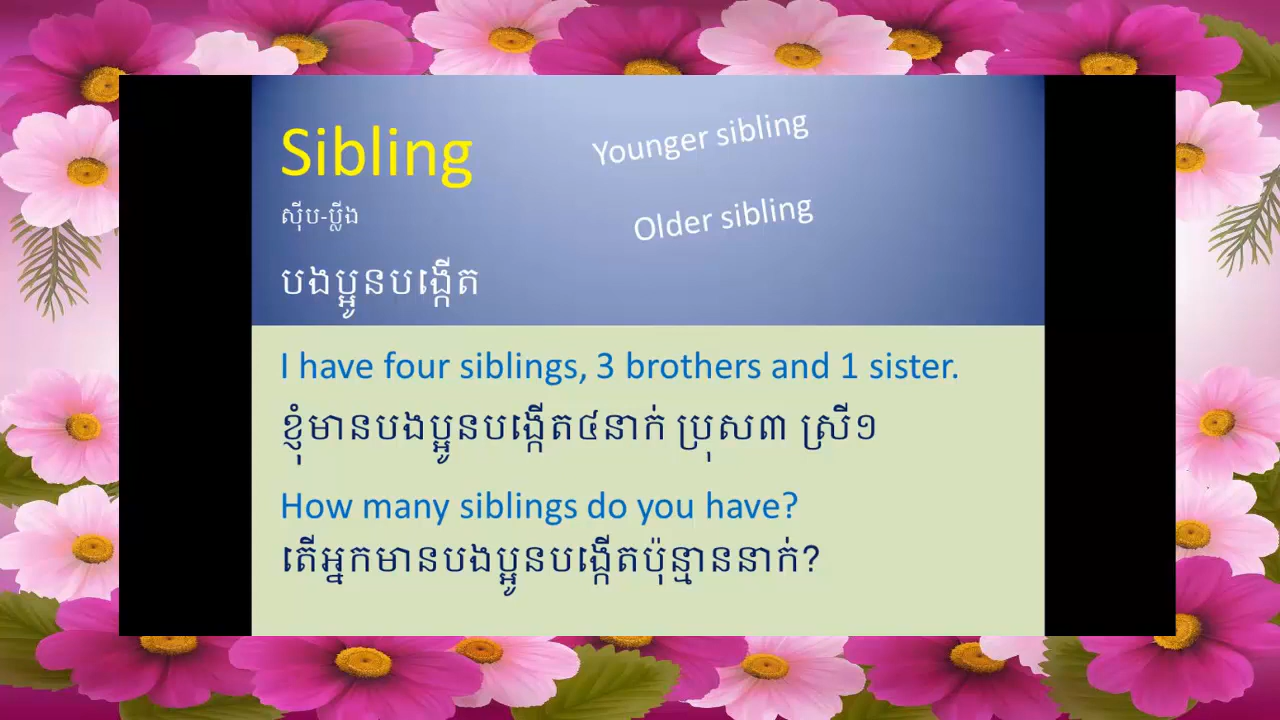 Sibling
Younger sibling
Older sibling
ស៊ីប-ប្លីង
បងប្អូនបង្កើត
I have four siblings, 3 brothers and 1 sister.
ខ្ញុំមានបងប្អូនបង្កើត៤នាក់ ប្រុស៣ ស្រី១
How many siblings do you have?
តើអ្នកមានបងប្អូនបង្កើតប៉ុន្មាននាក់?